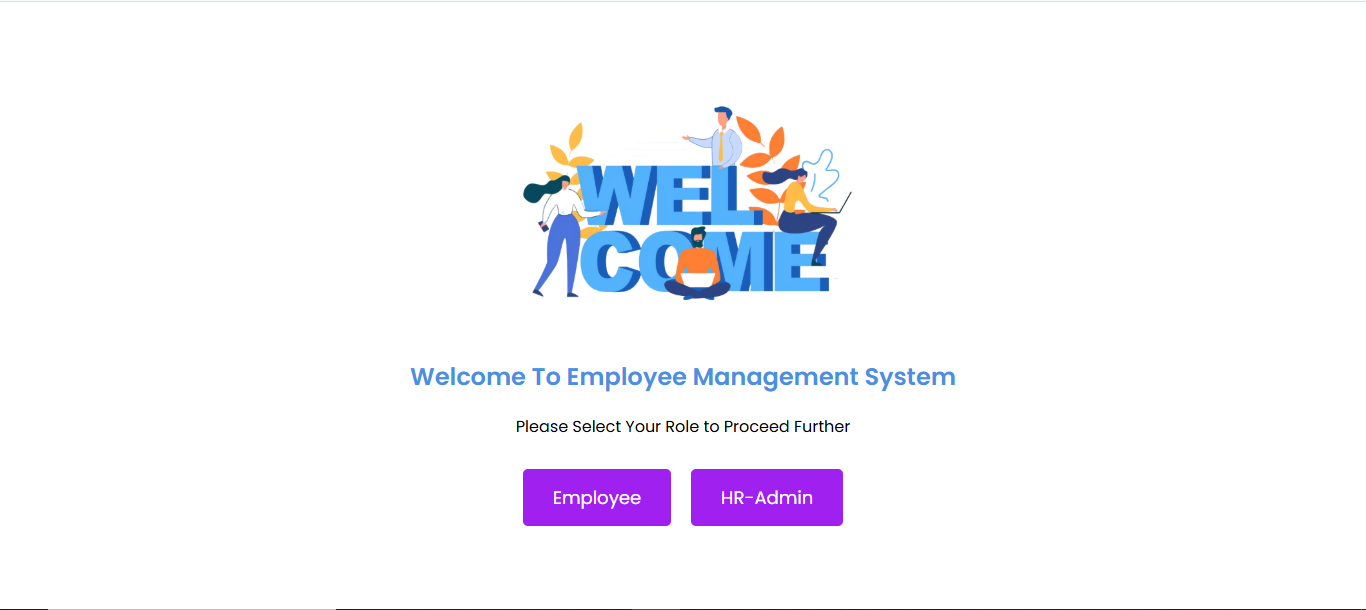 WEL
COME
Welcome To Employee Management System
Please Select Your Role to Proceed Further
Employee
HR-Admin